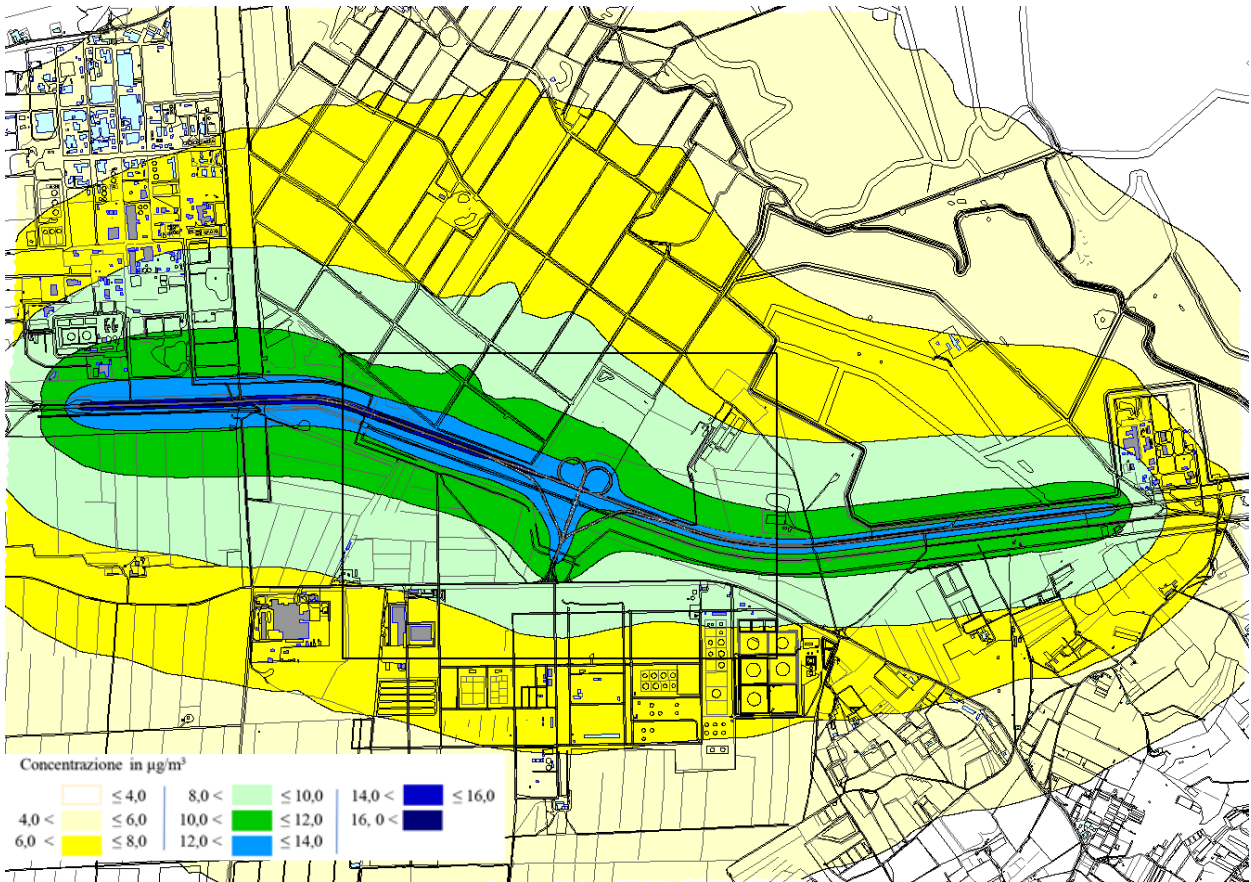 Concentrazione in µg/m³
≤ 4,0 8,0 < ≤ 10,0 14,0 < ≤ 16,0
4,0 < ≤ 6,0 10,0 < ≤ 12,0 16, 0 <
6,0 < ≤ 8,0 12,0 < ≤ 14,0